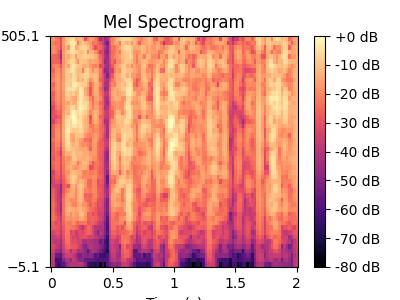 Mel Spectrogram
505.1
-5.1
0
0.5
1
1.5
2
+0 dB
-10 dB
-20 dB
-30 dB
-40 dB
-50 dB
-60 dB
-70 dB
-80 dB